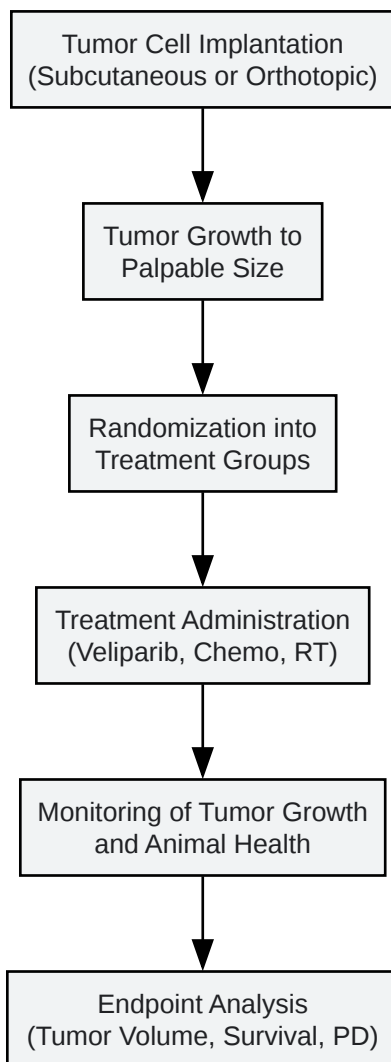 Tumor Cell Implantation
(Subcutaneous or Orthotopic)
Tumor Growth to
Palpable Size
Randomization into
Treatment Groups
Treatment Administration
(Veliparib, Chemo, RT)
Monitoring of Tumor Growth
and Animal Health
Endpoint Analysis
(Tumor Volume, Survival, PD)